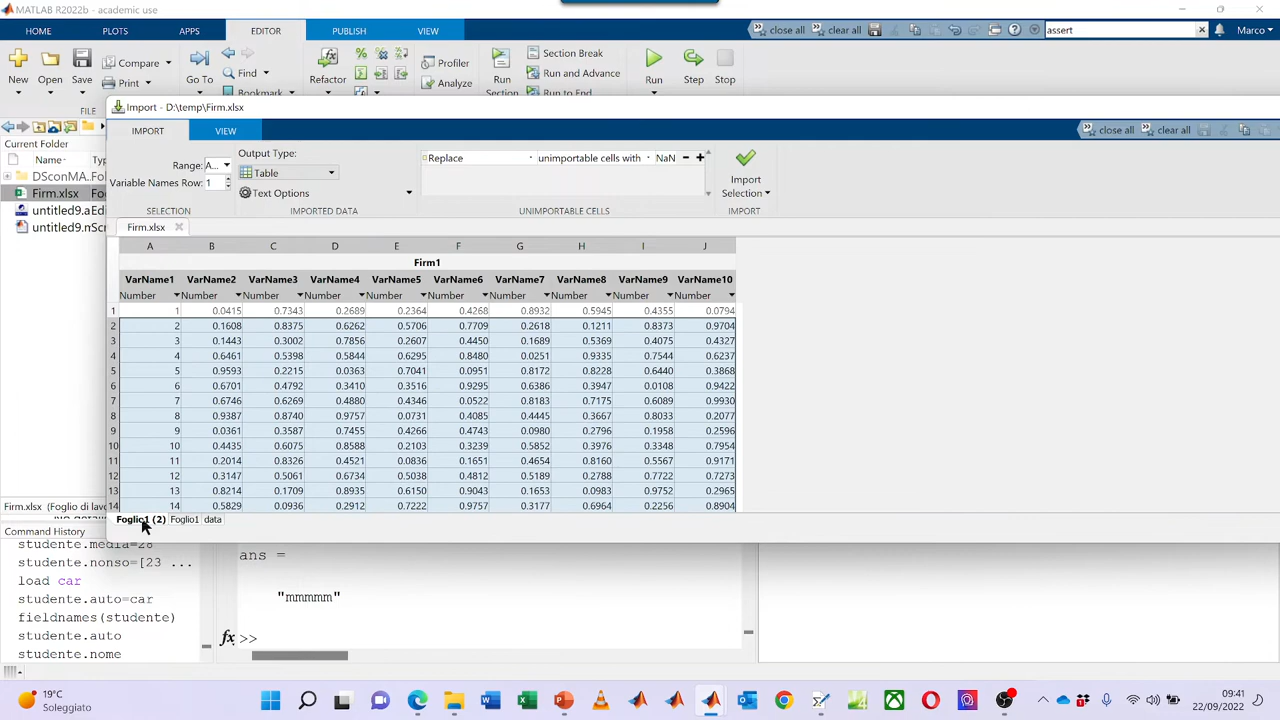 MATLAB R2022b - academic use
HOME PLOTS APPS EDITOR PUBLISH VIEW
close all clear all assert Marco
New Open Save Compare Print
FILE
Go To Find Bookmark
Refactor
Profiler Analyze
Run Section
Section Break
Run and Advance
Run to End
Run Step Stop
Import - D:\temp\Firm.xlsx
IMPORT VIEW
close all clear all
Current Folder
Name
DSconMA..
Firm.xlsx
untitled9.a
untitled9.m
Range: A...
Variable Names Row: 1
SELECTION
Output Type:
Table
Text Options
IMPORTED DATA
Replace unimportable cells with NaN
UNIMPORTABLE CELLS
Import Selection
IMPORT
Firm.xlsx
A B C D E F G H I J
Firm1
VarName1 VarName2 VarName3 VarName4 VarName5 VarName6 VarName7 VarName8 VarName9 VarName10
Number Number Number Number Number Number Number Number Number Number
1 1 0.0415 0.7343 0.2689 0.2364 0.4268 0.8932 0.5945 0.4355 0.0794
2 2 0.1608 0.8375 0.6262 0.5706 0.7709 0.2618 0.1211 0.8373 0.9704
3 3 0.1443 0.3002 0.7856 0.2607 0.4450 0.1689 0.5369 0.4075 0.4327
4 4 0.6461 0.5398 0.5844 0.6295 0.8480 0.0251 0.9335 0.7544 0.6237
5 5 0.9593 0.2215 0.0363 0.7041 0.0951 0.8172 0.8228 0.6440 0.3868
6 6 0.6701 0.4792 0.3410 0.3516 0.9295 0.6386 0.3947 0.0108 0.9422
7 7 0.6746 0.6269 0.4880 0.4346 0.0522 0.8183 0.7175 0.6089 0.9930
8 8 0.9387 0.8740 0.9757 0.0731 0.4085 0.4445 0.3667 0.8033 0.2077
9 9 0.0361 0.3587 0.7455 0.4266 0.4743 0.0980 0.2796 0.1958 0.2596
10 10 0.4435 0.6075 0.8588 0.2103 0.3239 0.5852 0.3976 0.3348 0.7954
11 11 0.2014 0.8326 0.4521 0.0836 0.1651 0.4654 0.8160 0.5567 0.9171
12 12 0.3147 0.5061 0.6734 0.5038 0.4812 0.5189 0.2788 0.7722 0.7273
13 13 0.8214 0.1709 0.8935 0.6150 0.9043 0.1653 0.0983 0.9752 0.2965
14 14 0.5829 0.0936 0.2912 0.7222 0.9757 0.3177 0.6964 0.2256 0.8904
Foglio1 (2) Foglio1 data
Firm.xlsx (Foglio di lavo
Command History
studente.media=28
studente.nonso=[23 ...
load car
studente.auto=car
fieldnames(studente)
studente.auto
studente.nome
ans =
"mmmmm"
fx >>
19°C
Soleggiato
09:41
22/09/2022